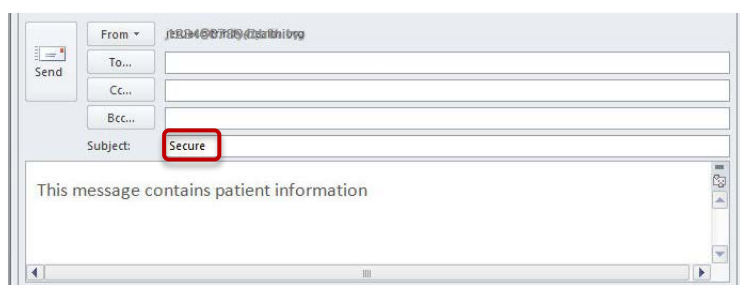 From
Send
To...
Cc...
Bcc...
Subject: Secure
This message contains patient information